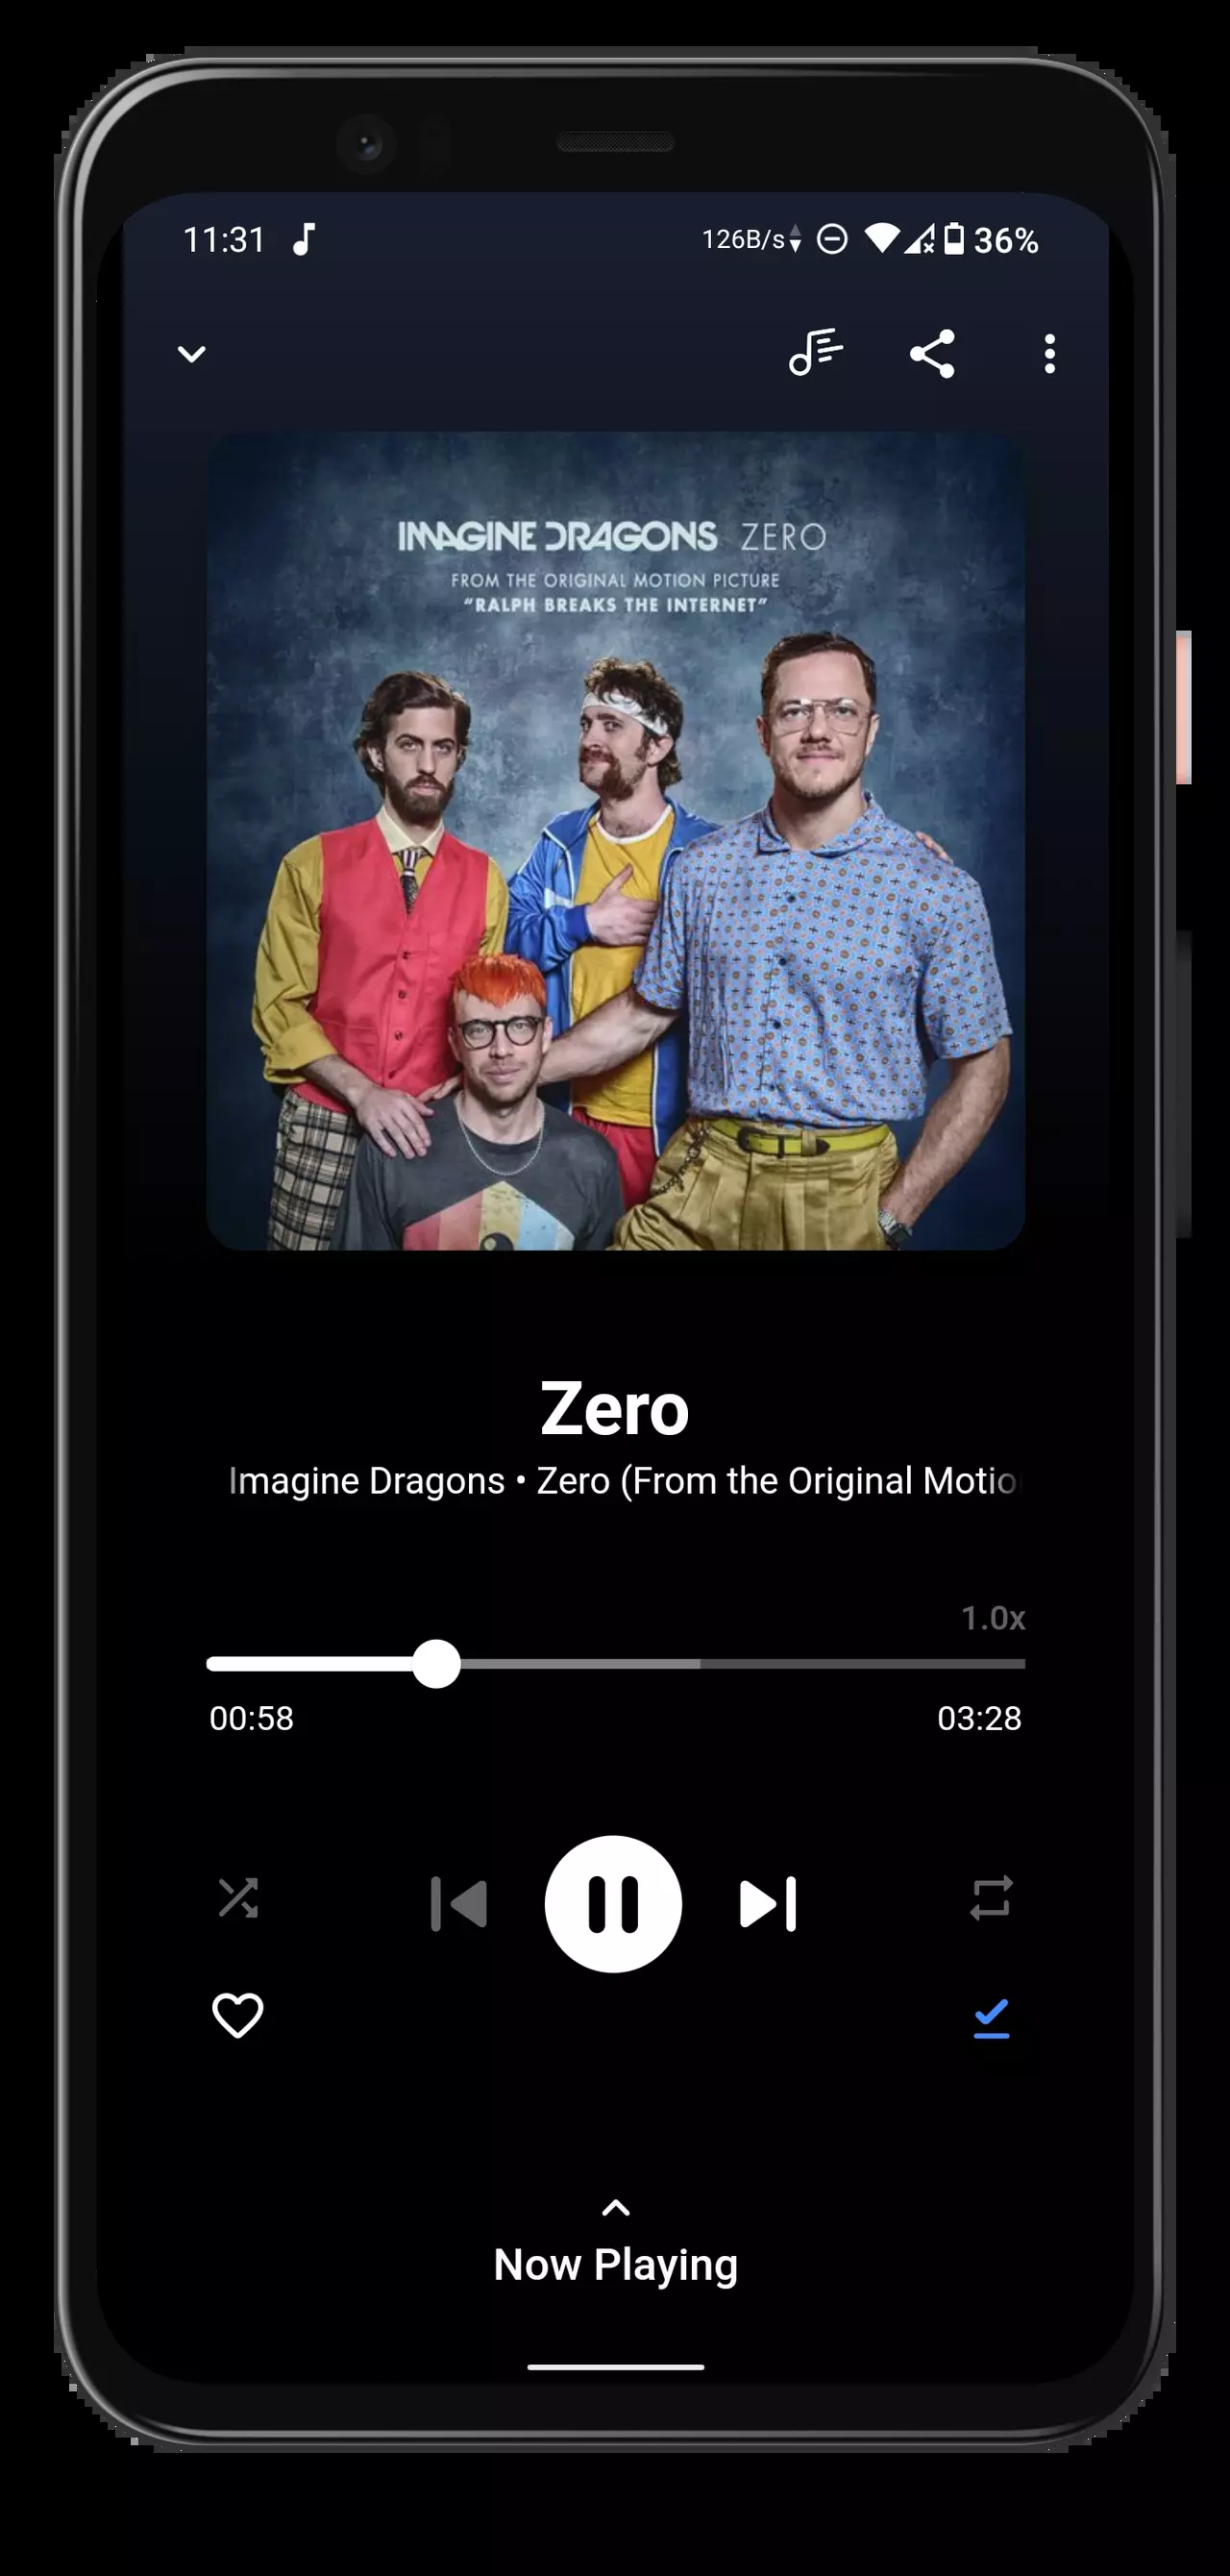 11:31 126B/s 36%
IMAGINE DRAGONS ZERO
FROM THE ORIGINAL MOTION PICTURE
"RALPH BREAKS THE INTERNET"
Zero
Imagine Dragons • Zero (From the Original Motio
1.0x
00:58 03:28
Now Playing